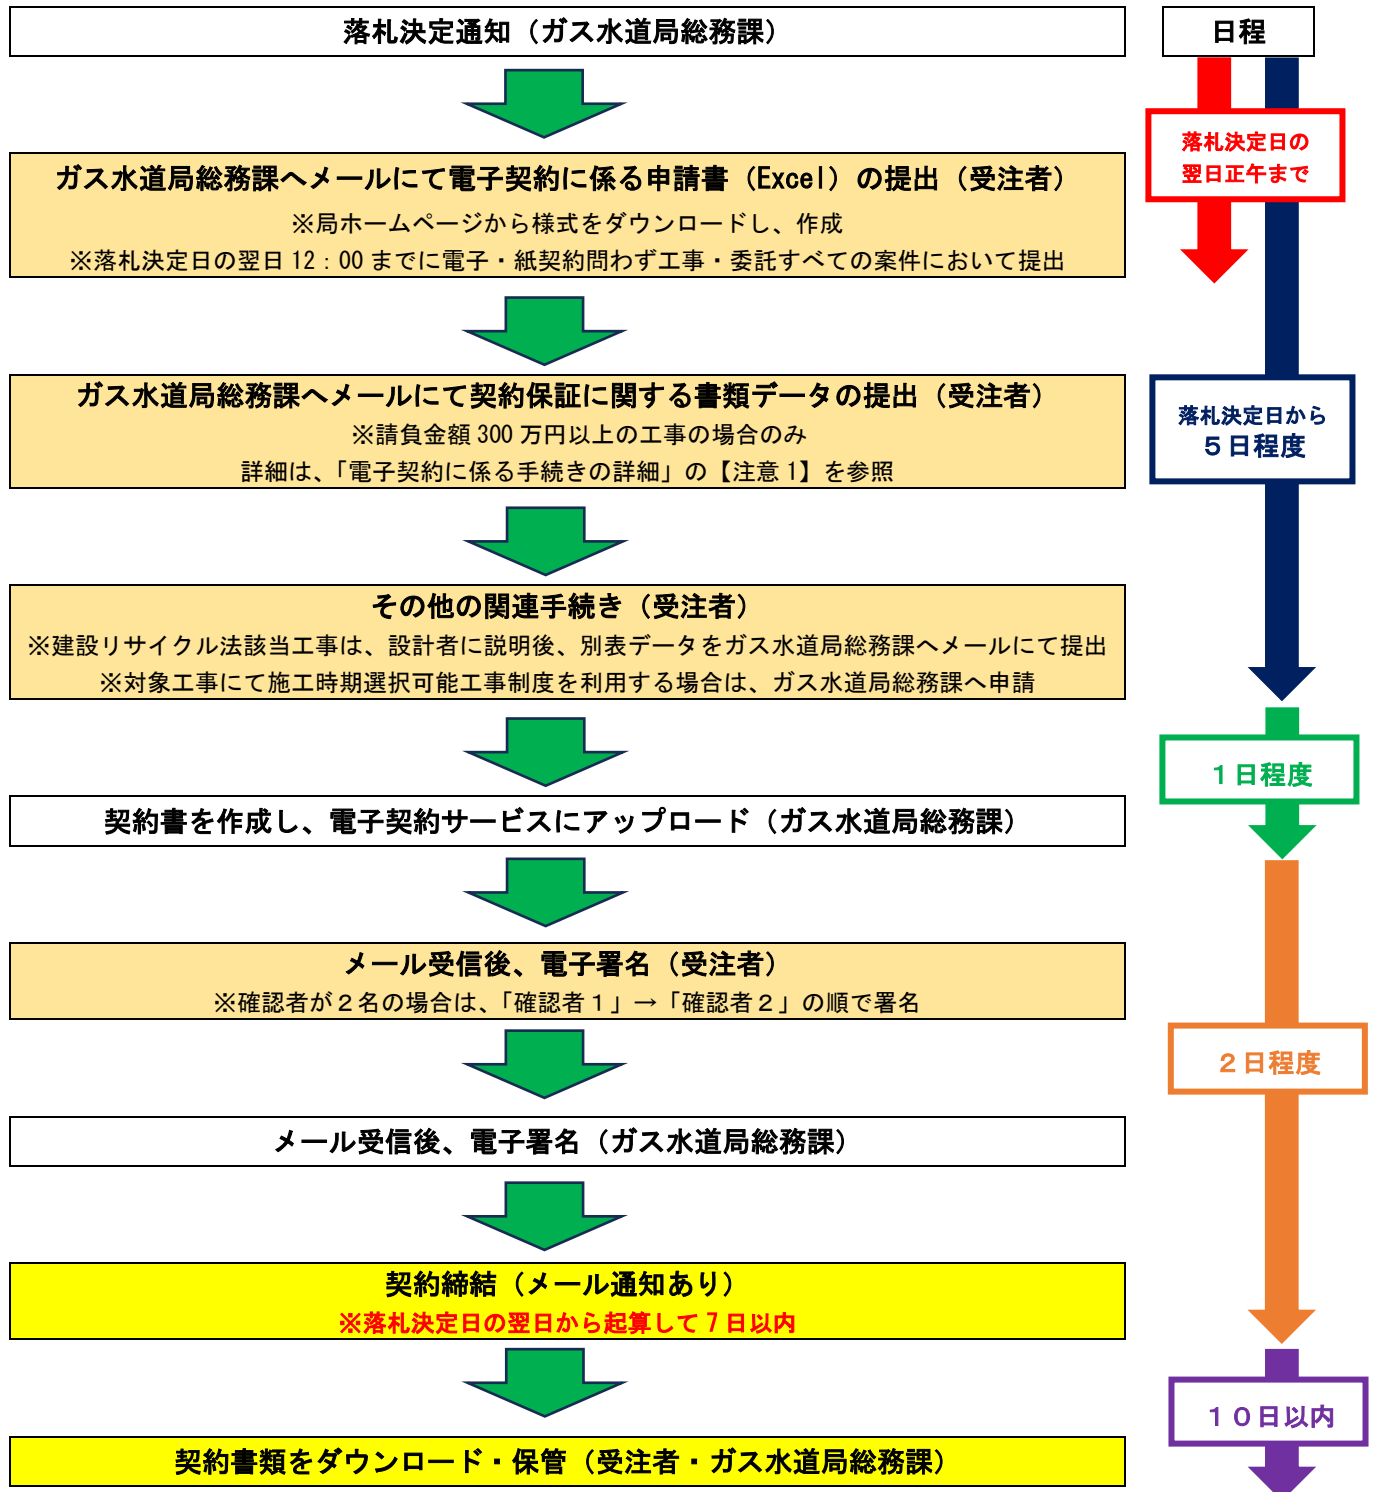 落札決定通知（ガス水道局総務課）
日程
落札決定日の
翌日正午まで
ガス水道局総務課へメールにて電子契約に係る申請書（Excel）の提出（受注者）
※局ホームページから様式をダウンロードし、作成
※落札決定日の翌日12：00までに電子・紙契約問わず工事・委託すべての案件において提出
ガス水道局総務課へメールにて契約保証に関する書類データの提出（受注者）
※請負金額300万円以上の工事の場合のみ
詳細は、「電子契約に係る手続きの詳細」の【注意1】を参照
落札決定日から
５日程度
その他の関連手続き（受注者）
※建設リサイクル法該当工事は、設計者に説明後、別表データをガス水道局総務課へメールにて提出
※対象工事にて施工時期選択可能工事制度を利用する場合は、ガス水道局総務課へ申請
１日程度
契約書を作成し、電子契約サービスにアップロード（ガス水道局総務課）
メール受信後、電子署名（受注者）
※確認者が２名の場合は、「確認者１」→「確認者２」の順で署名
２日程度
メール受信後、電子署名（ガス水道局総務課）
契約締結（メール通知あり）
※落札決定日の翌日から起算して7日以内
１０日以内
契約書類をダウンロード・保管（受注者・ガス水道局総務課）